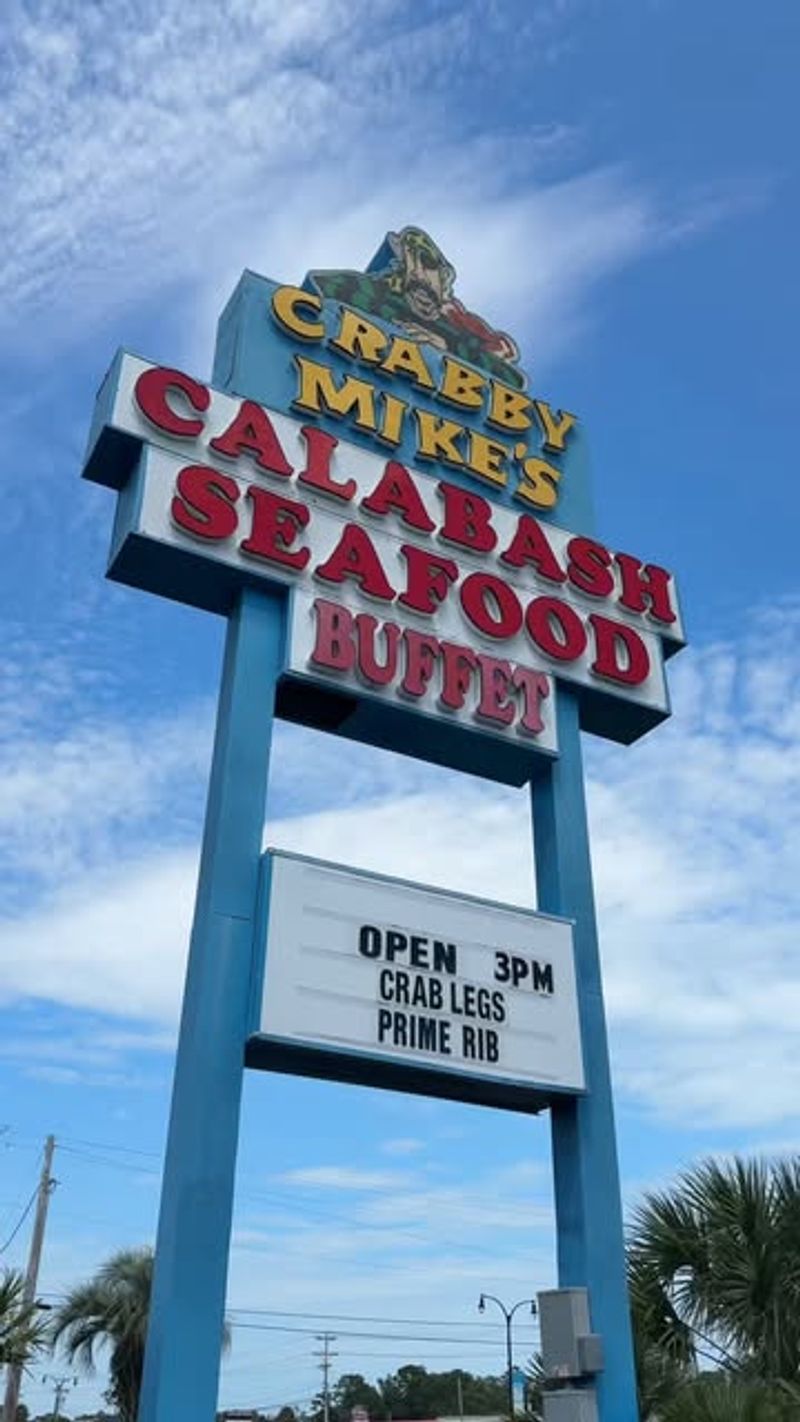 CRABBY
MIKE'S
CALABASH
SEAFOOD
BUFFET
OPEN 3PM
CRAB LEGS
PRIME RIB